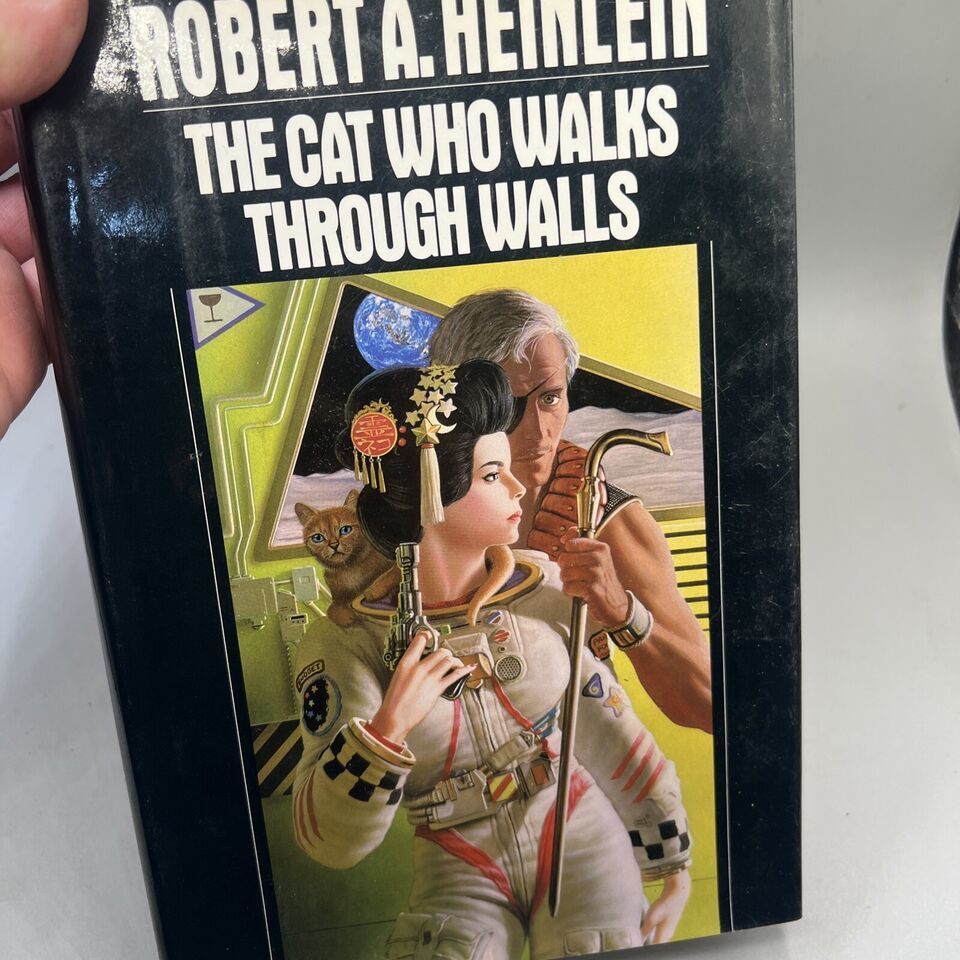 ROBERT A. HEINLEIN
THE CAT WHO WALKS
THROUGH WALLS